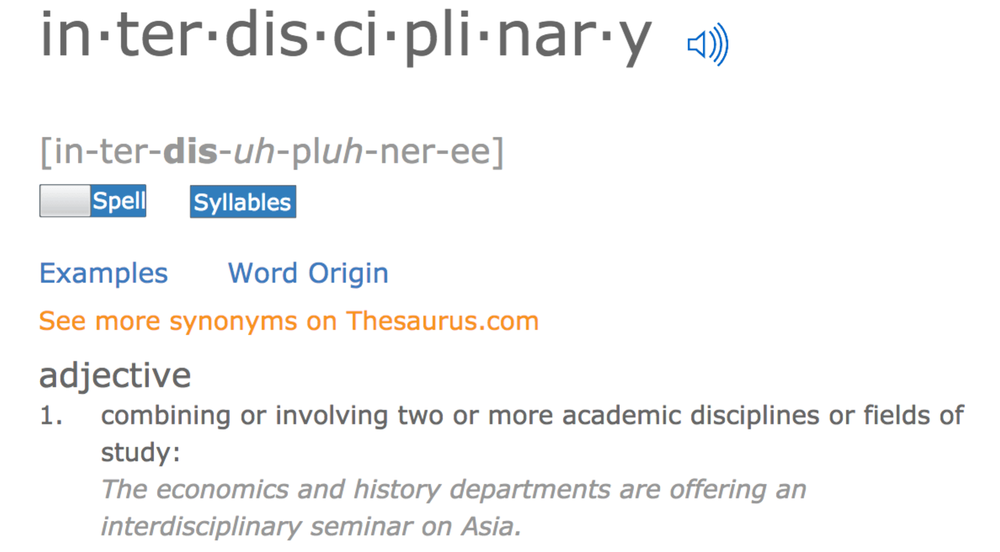 in·ter·dis·ci·pli·nar·y
[in-ter-dis-uh-pluh-ner-ee]
Spell Syllables
Examples Word Origin
See more synonyms on Thesaurus.com
adjective
1. combining or involving two or more academic disciplines or fields of
study:
The economics and history departments are offering an
interdisciplinary seminar on Asia.